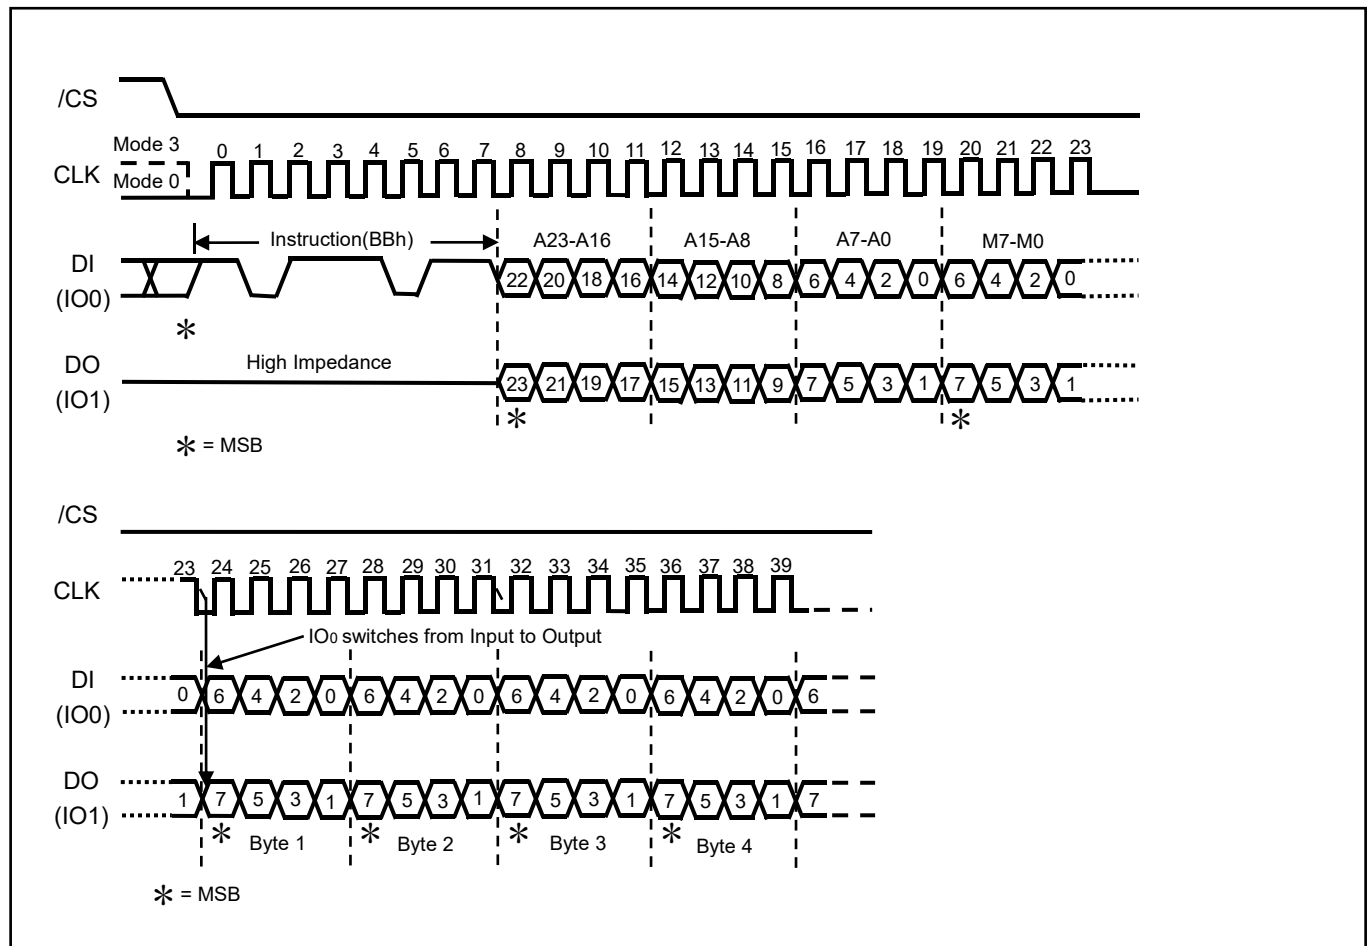 /CS
Mode 3
CLK
Mode 0
0 1 2 3 4 5 6 7 8 9 10 11 12 13 14 15 16 17 18 19 20 21 22 23
Instruction(BBh) A23-A16 A15-A8 A7-A0 M7-M0
DI
(IO0)
22 20 18 16 14 12 10 8 6 4 2 0 6 4 2 0
*
DO
(IO1)
High Impedance
23 21 19 17 15 13 11 9 7 5 3 1 7 5 3 1
* *
* = MSB
/CS
23 24 25 26 27 28 29 30 31 32 33 34 35 36 37 38 39
CLK
IO0 switches from Input to Output
DI
(IO0)
0 6 4 2 0 6 4 2 0 6 4 2 0 6 4 2 0 6
DO
(IO1)
1 7 5 3 1 7 5 3 1 7 5 3 1 7 5 3 1 7
* Byte 1 * Byte 2 * Byte 3 * Byte 4
* = MSB